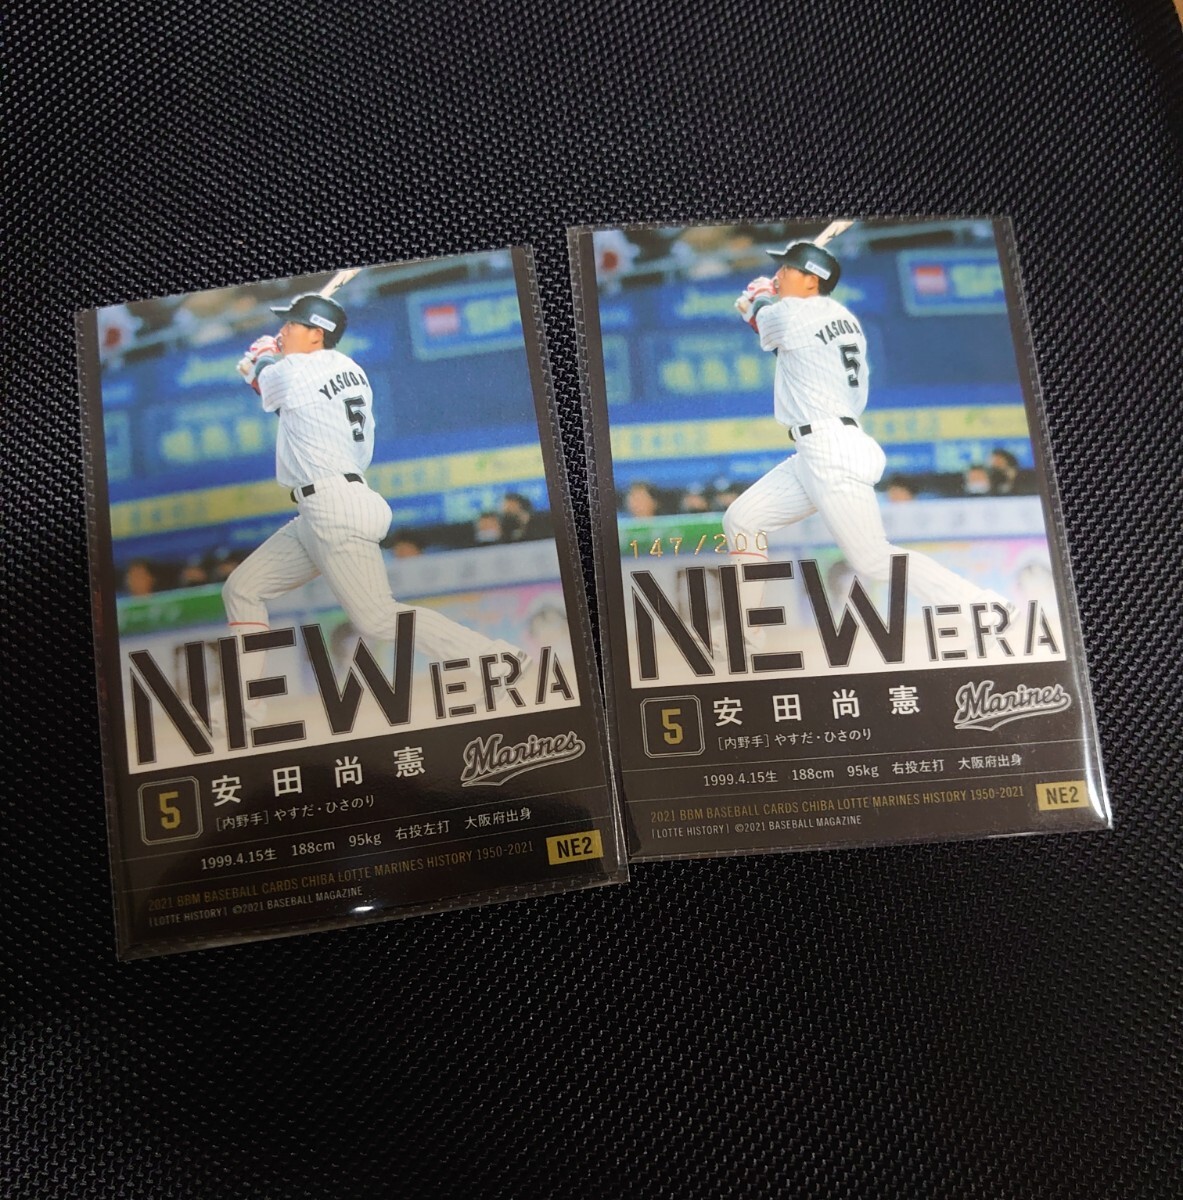 YASUDA
5
NEW ERA
5
安田尚憲
Marines
[内野手] やすだ・ひさのり
1999.4.15生 188cm 95kg 右投左打 大阪府出身
2021 BBM BASEBALL CARDS CHIBA LOTTE MARINES HISTORY 1950-2021
[LOTTE HISTORY] ©2021 BASEBALL MAGAZINE
NE2
YASUDA
5
147/200
NEW ERA
5
安田尚憲
Marines
[内野手] やすだ・ひさのり
1999.4.15生 188cm 95kg 右投左打 大阪府出身
2021 BBM BASEBALL CARDS CHIBA LOTTE MARINES HISTORY 1950-2021
[LOTTE HISTORY] ©2021 BASEBALL MAGAZINE
NE2